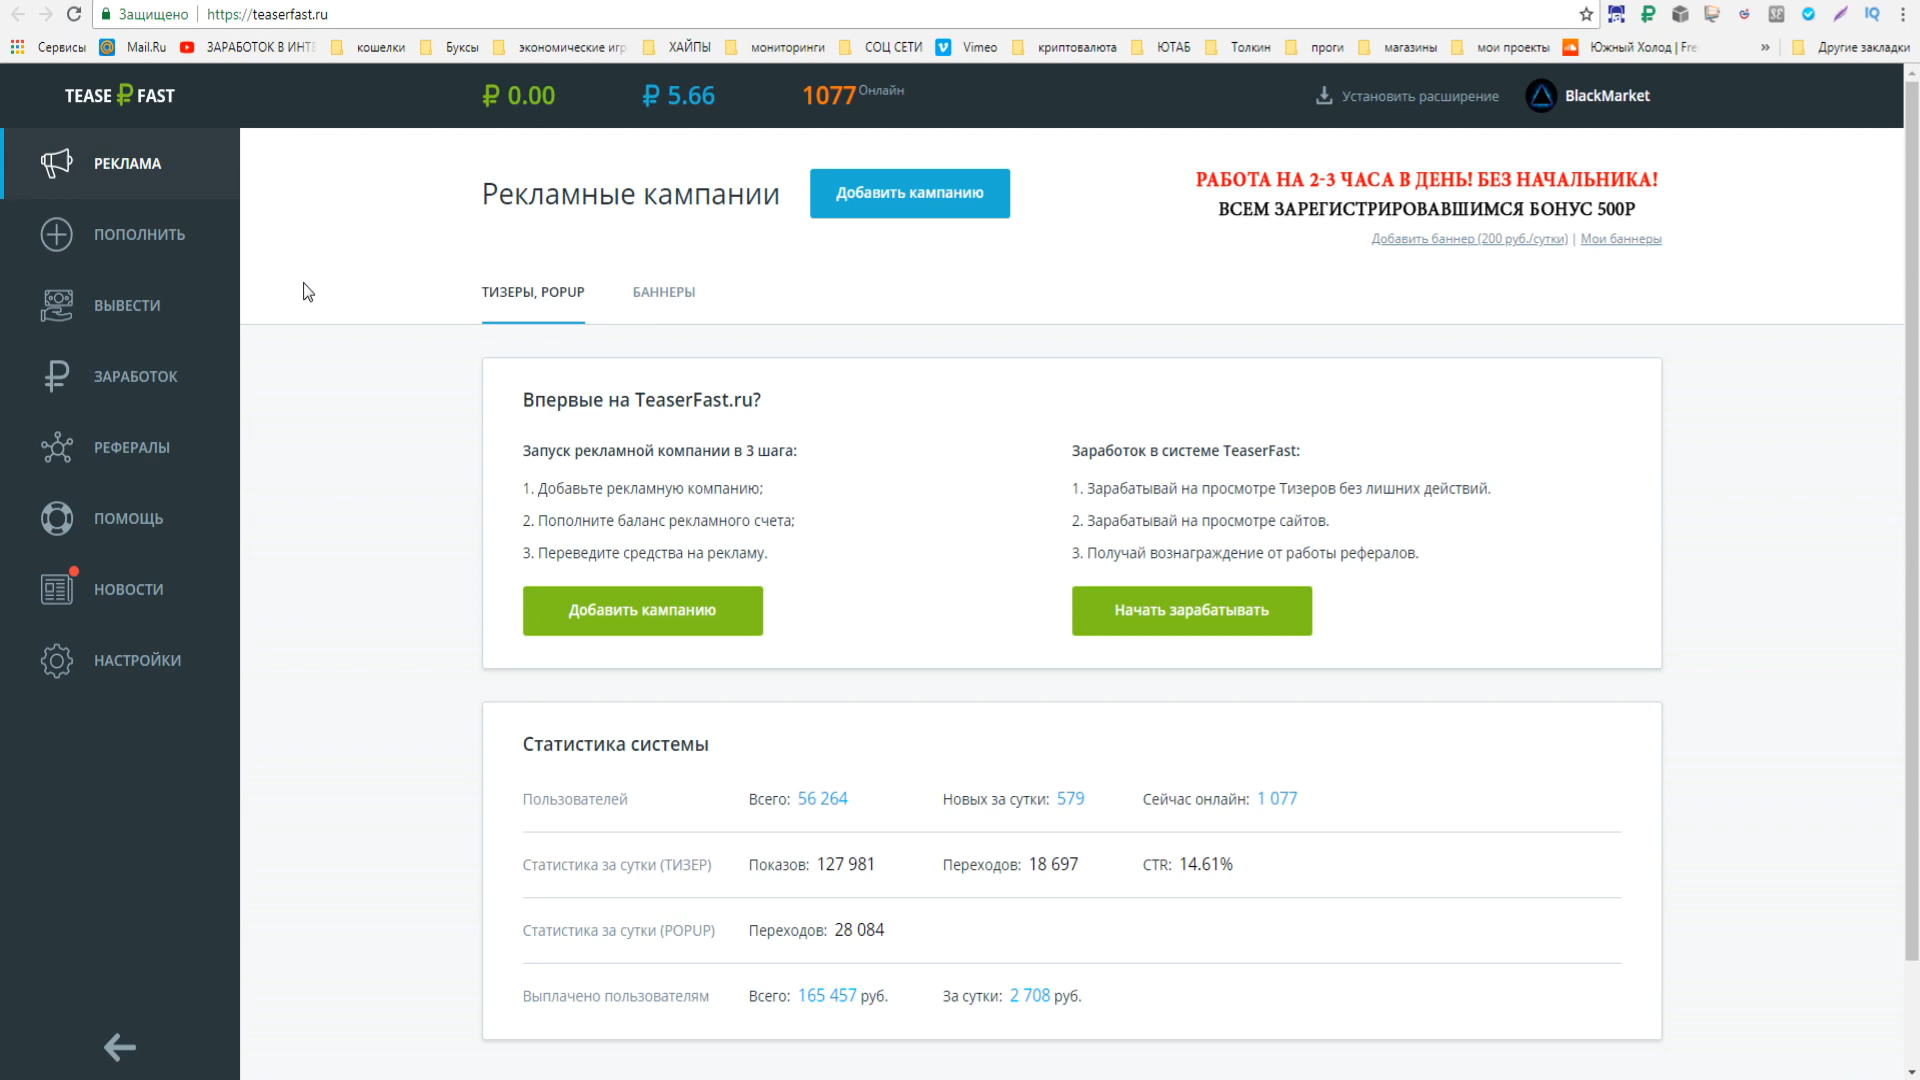 Защищено https://teaserfast.ru
Сервисы Mail.Ru ЗАРАБОТОК В ИНТЕ кошелки Буксы экономические игр ХАЙПЫ мониторинги СОЦ СЕТИ Vimeo криптовалюта ЮТАБ Толкин проги магазины мои проекты Южный Холод | Fre » Другие закладки
TEASE₽FAST ₽ 0.00 ₽ 5.66 1077 Онлайн Установить расширение BlackMarket
РЕКЛАМА
ПОПОЛНИТЬ
ВЫВЕСТИ
ЗАРАБОТОК
РЕФЕРАЛЫ
ПОМОЩЬ
НОВОСТИ
НАСТРОЙКИ
Рекламные кампании Добавить кампанию
РАБОТА НА 2-3 ЧАСА В ДЕНЬ! БЕЗ НАЧАЛЬНИКА!
ВСЕМ ЗАРЕГИСТРИРОВАВШИМСЯ БОНУС 500Р
Добавить баннер (200 руб./сутки) | Мои баннеры
ТИЗЕРЫ, POPUP БАННЕРЫ
Впервые на TeaserFast.ru?
Запуск рекламной компании в 3 шага:
1. Добавьте рекламную компанию;
2. Пополните баланс рекламного счета;
3. Переведите средства на рекламу.
Добавить кампанию
Заработок в системе TeaserFast:
1. Зарабатывай на просмотре Тизеров без лишних действий.
2. Зарабатывай на просмотре сайтов.
3. Получай вознаграждение от работы рефералов.
Начать зарабатывать
Статистика системы
Пользователей Всего: 56 264 Новых за сутки: 579 Сейчас онлайн: 1 077
Статистика за сутки (ТИЗЕР) Показов: 127 981 Переходов: 18 697 CTR: 14.61%
Статистика за сутки (POPUP) Переходов: 28 084
Выплачено пользователям Всего: 165 457 руб. За сутки: 2 708 руб.